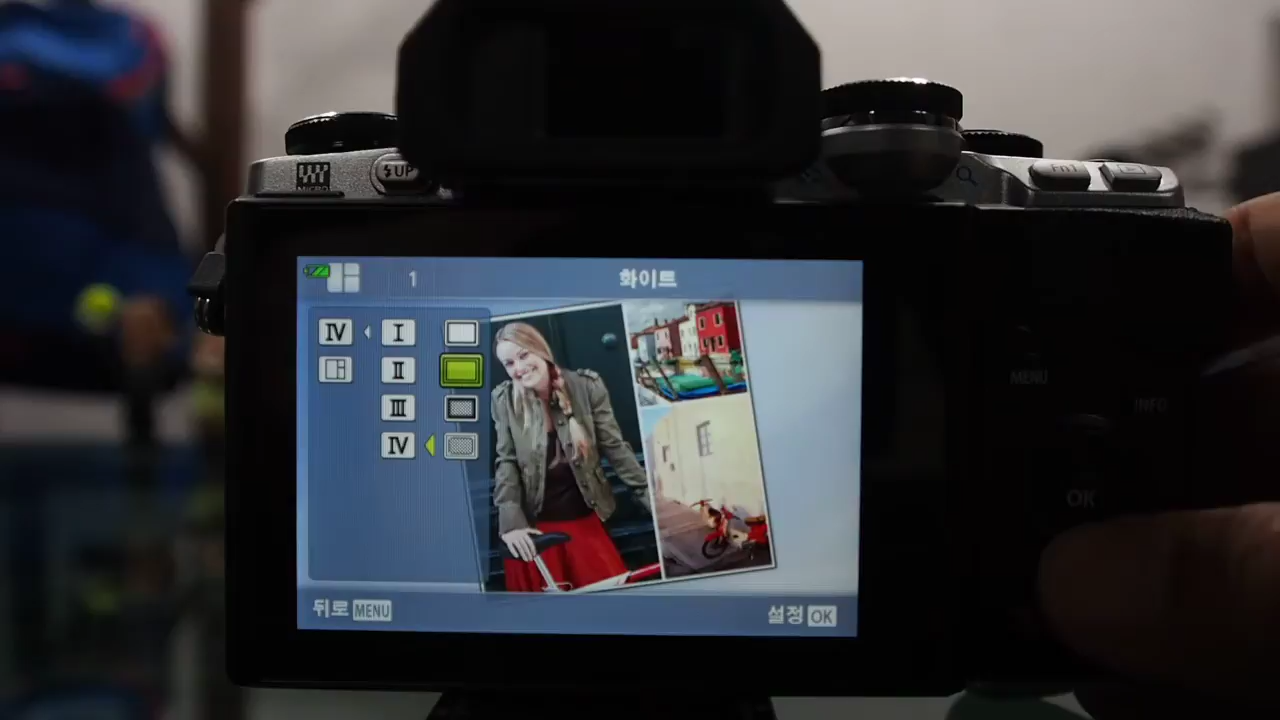 UP
MICRO
Fn1
1 화이트
IV I
II
III
IV
뒤로 MENU
설정 OK
MENU
INFO
OK